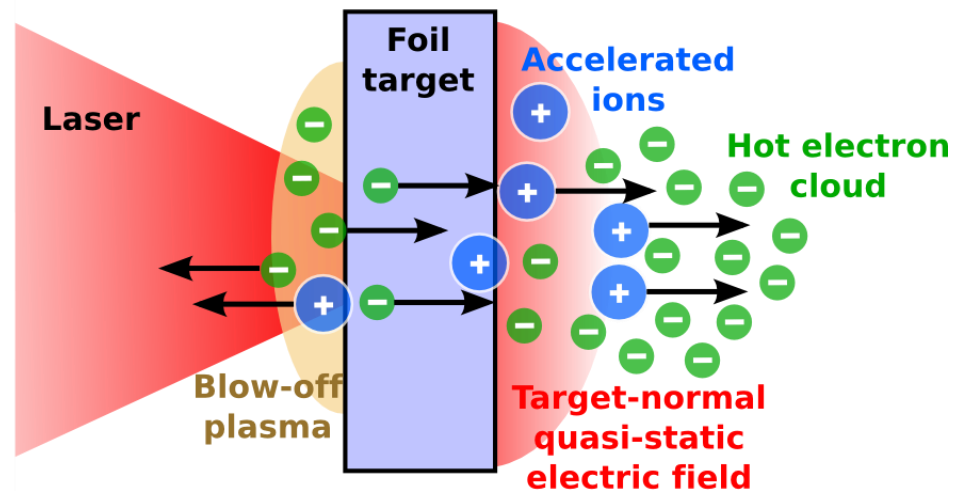 Laser
Foil
target
Accelerated
ions
Hot electron
cloud
Blow-off
plasma
Target-normal
quasi-static
electric field